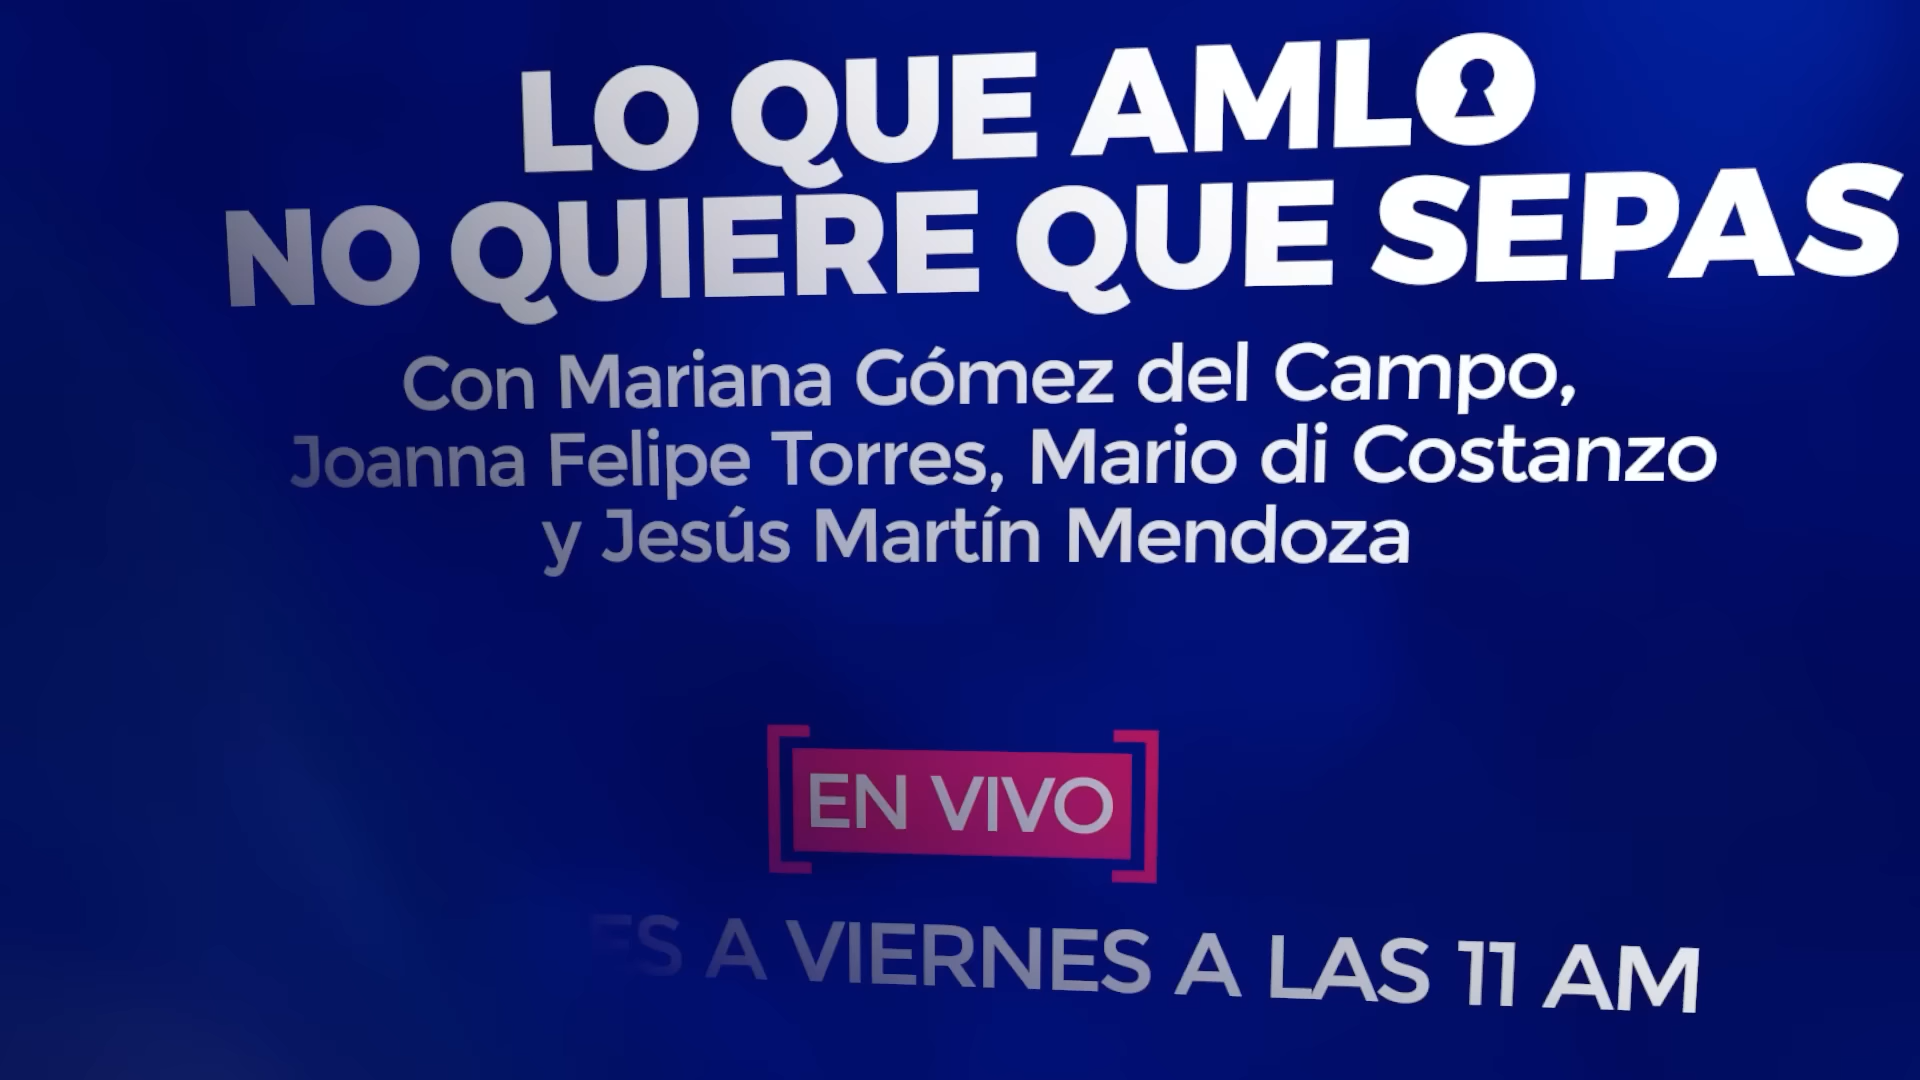 LO QUE AMLO
NO QUIERE QUE SEPAS
Con Mariana Gómez del Campo,
Joanna Felipe Torres, Mario di Costanzo
y Jesús Martín Mendoza
EN VIVO
A VIERNES A LAS 11 AM